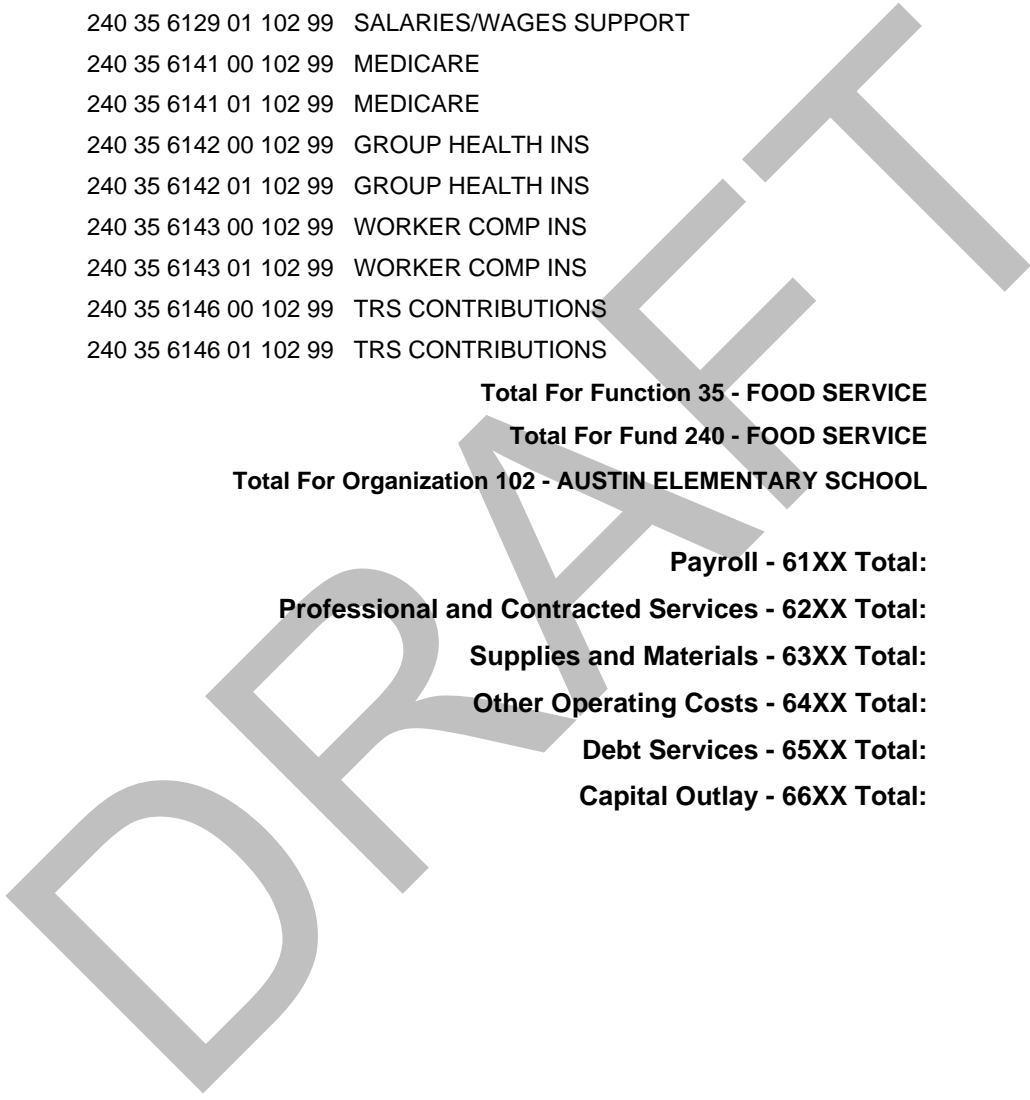 240 35 6129 01 102 99 SALARIES/WAGES SUPPORT
240 35 6141 00 102 99 MEDICARE
240 35 6141 01 102 99 MEDICARE
240 35 6142 00 102 99 GROUP HEALTH INS
240 35 6142 01 102 99 GROUP HEALTH INS
240 35 6143 00 102 99 WORKER COMP INS
240 35 6143 01 102 99 WORKER COMP INS
240 35 6146 00 102 99 TRS CONTRIBUTIONS
240 35 6146 01 102 99 TRS CONTRIBUTIONS
Total For Function 35 - FOOD SERVICE
Total For Fund 240 - FOOD SERVICE
Total For Organization 102 - AUSTIN ELEMENTARY SCHOOL
Payroll - 61XX Total:
Professional and Contracted Services - 62XX Total:
Supplies and Materials - 63XX Total:
Other Operating Costs - 64XX Total:
Debt Services - 65XX Total:
Capital Outlay - 66XX Total:
DRAFT